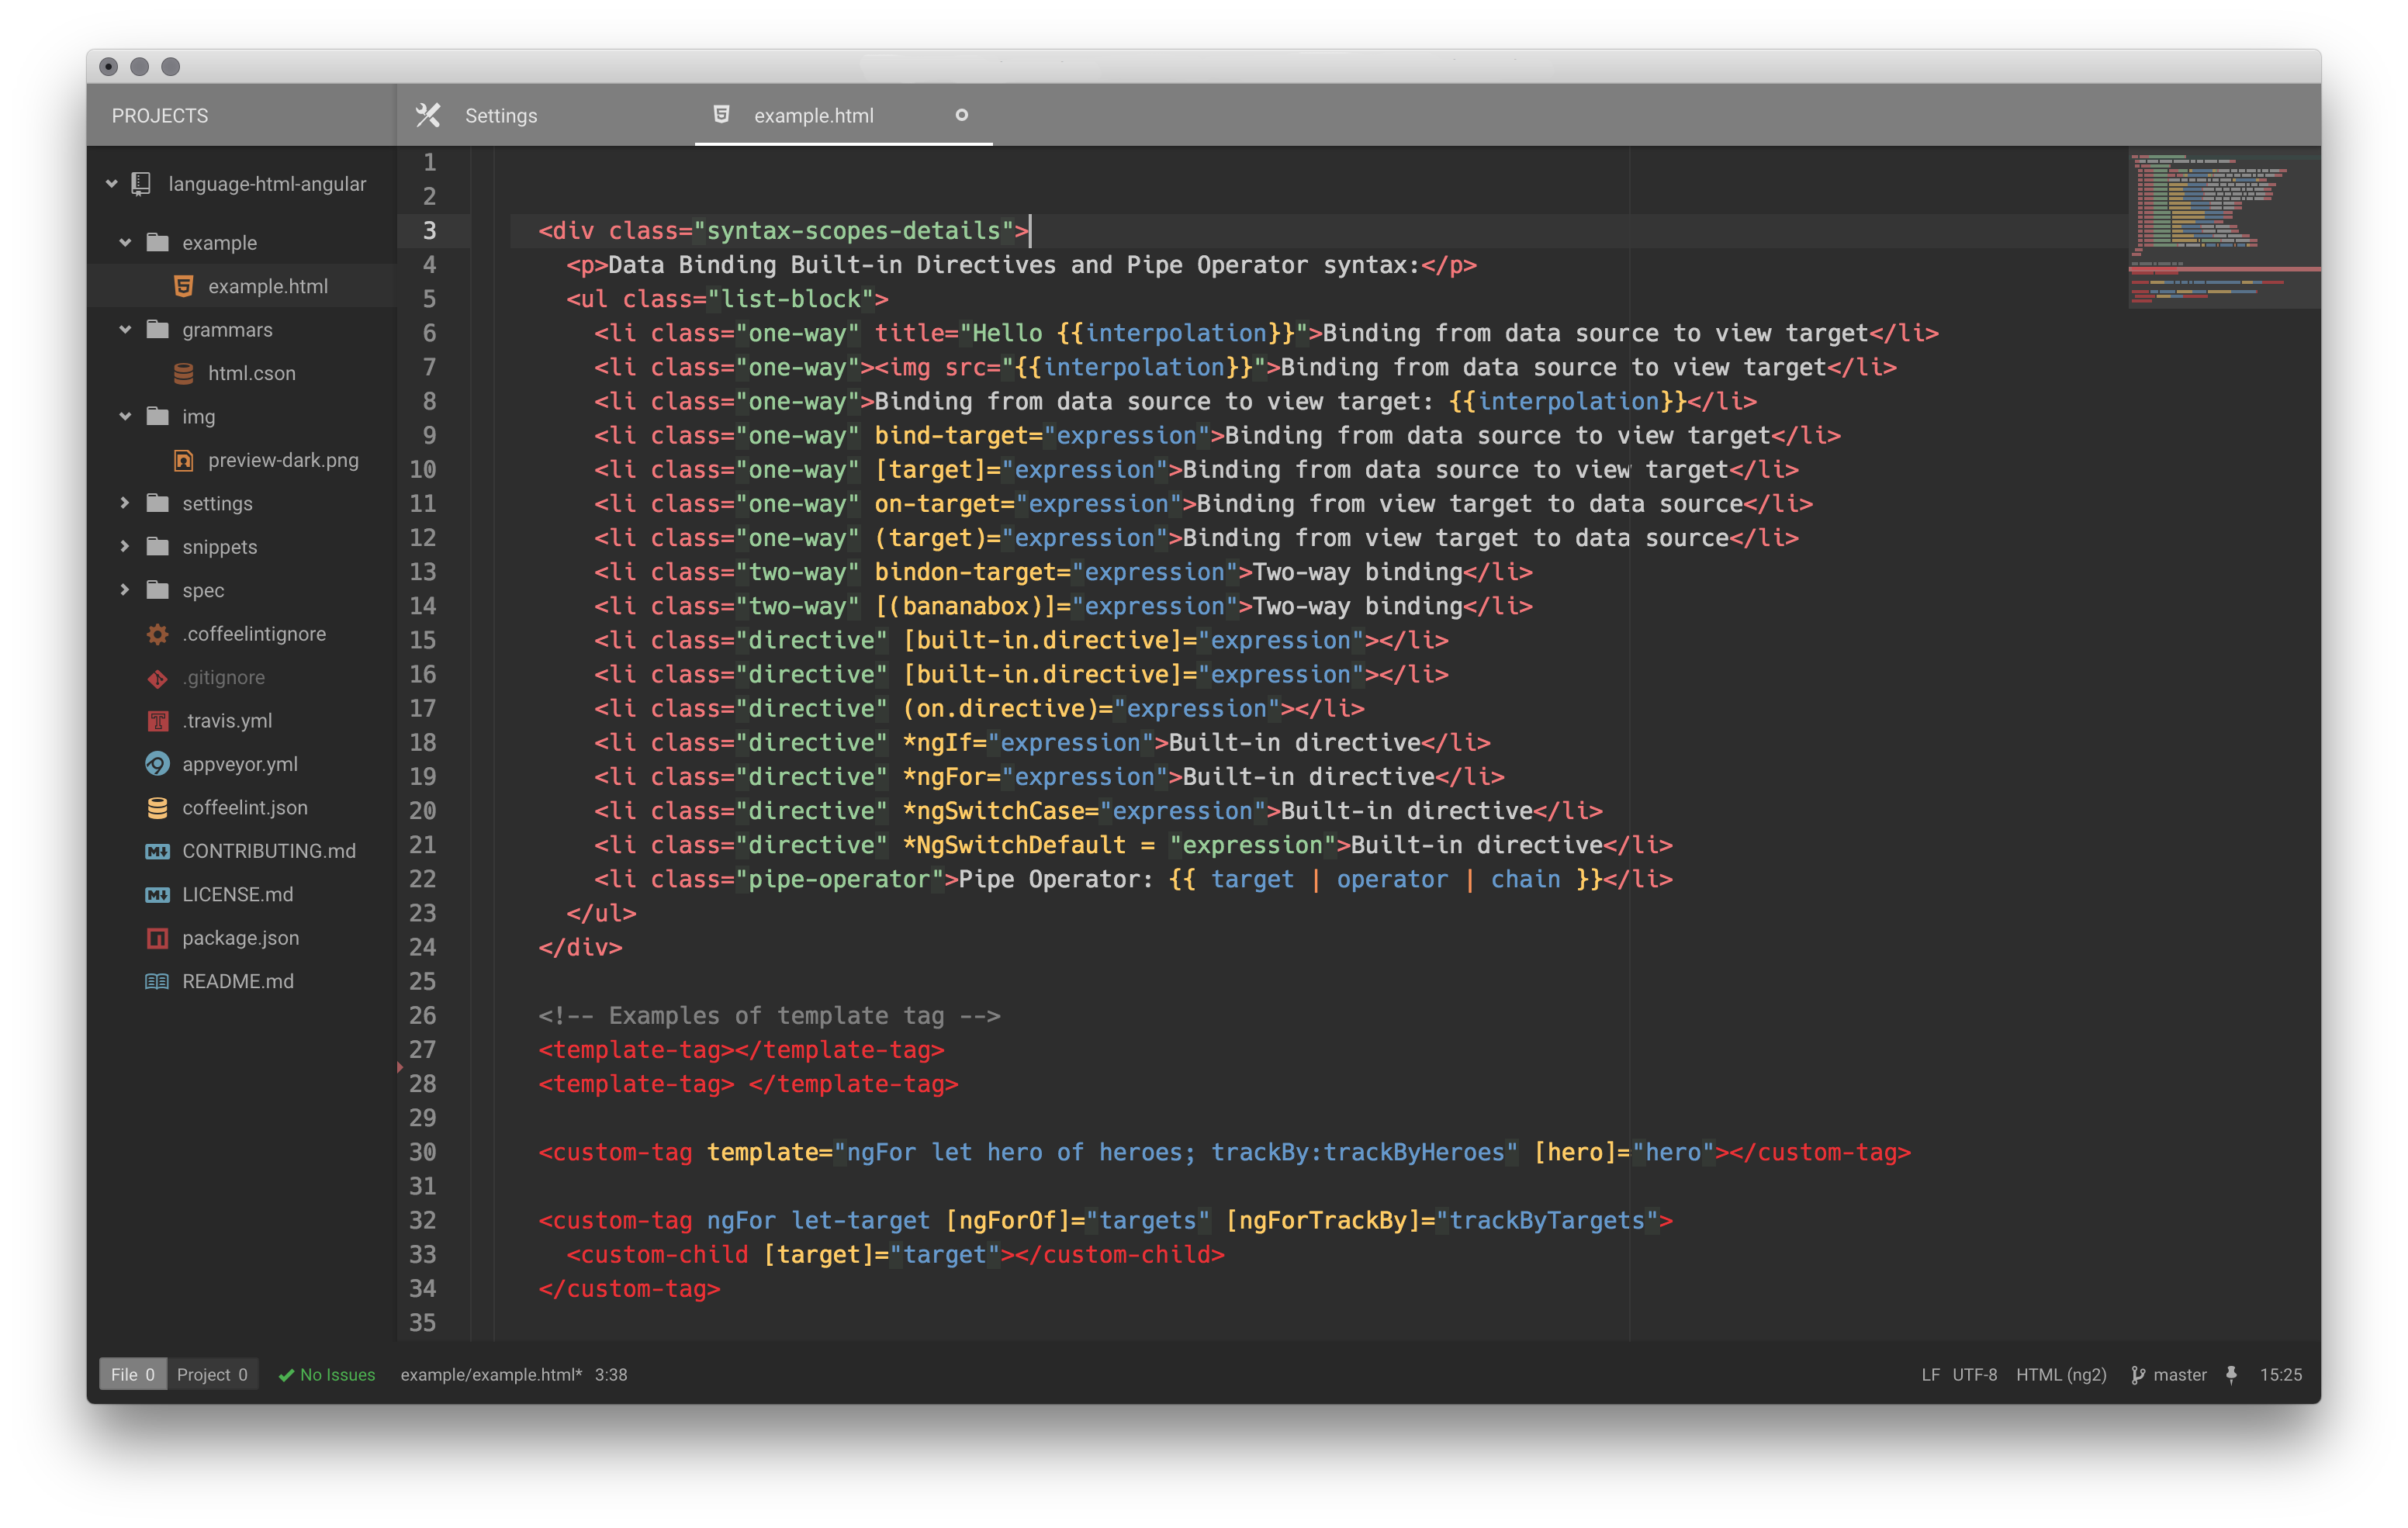 PROJECTS
Settings
example.html
language-html-angular
example
example.html
grammars
html.cson
img
preview-dark.png
settings
snippets
spec
.coffeelintignore
.gitignore
.travis.yml
appveyor.yml
coffeelint.json
CONTRIBUTING.md
LICENSE.md
package.json
README.md
1
2
3 <div class="syntax-scopes-details">
4 <p>Data Binding Built-in Directives and Pipe Operator syntax:</p>
5 <ul class="list-block">
6 <li class="one-way" title="Hello {{interpolation}}">Binding from data source to view target</li>
7 <li class="one-way"><img src="{{interpolation}}">Binding from data source to view target</li>
8 <li class="one-way">Binding from data source to view target: {{interpolation}}</li>
9 <li class="one-way" bind-target="expression">Binding from data source to view target</li>
10 <li class="one-way" [target]="expression">Binding from data source to view target</li>
11 <li class="one-way" on-target="expression">Binding from view target to data source</li>
12 <li class="one-way" (target)="expression">Binding from view target to data source</li>
13 <li class="two-way" bindon-target="expression">Two-way binding</li>
14 <li class="two-way" [(bananabox)]="expression">Two-way binding</li>
15 <li class="directive" [built-in.directive]="expression"></li>
16 <li class="directive" [built-in.directive]="expression"></li>
17 <li class="directive" (on.directive)="expression"></li>
18 <li class="directive" *ngIf="expression">Built-in directive</li>
19 <li class="directive" *ngFor="expression">Built-in directive</li>
20 <li class="directive" *ngSwitchCase="expression">Built-in directive</li>
21 <li class="directive" *NgSwitchDefault = "expression">Built-in directive</li>
22 <li class="pipe-operator">Pipe Operator: {{ target | operator | chain }}</li>
23 </ul>
24 </div>
25
26 <!-- Examples of template tag -->
27 <template-tag></template-tag>
28 <template-tag> </template-tag>
29
30 <custom-tag template="ngFor let hero of heroes; trackBy:trackByHeroes" [hero]="hero"></custom-tag>
31
32 <custom-tag ngFor let-target [ngForOf]="targets" [ngForTrackBy]="trackByTargets">
33 <custom-child [target]="target"></custom-child>
34 </custom-tag>
35
File 0 Project 0 No Issues example/example.html* 3:38 LF UTF-8 HTML (ng2) master 15:25